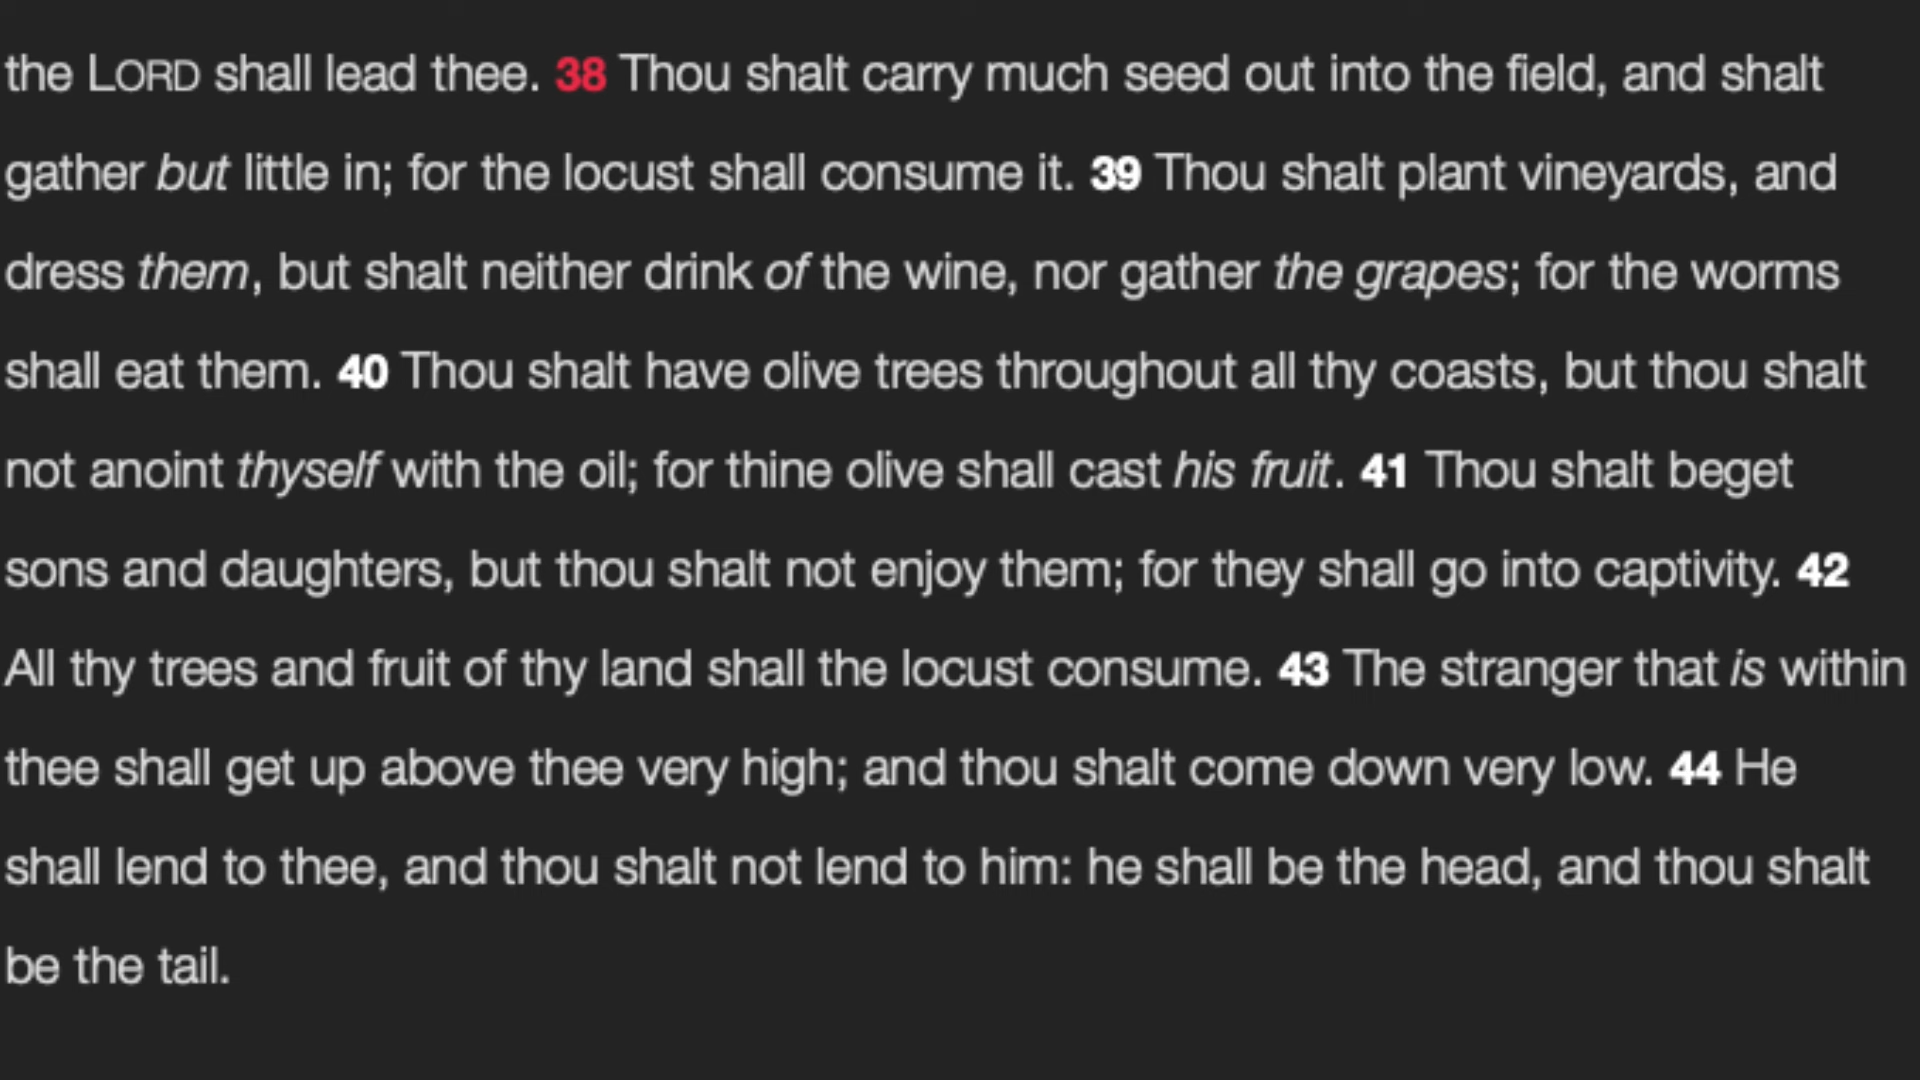 the LORD shall lead thee. 38 Thou shalt carry much seed out into the field, and shalt
gather but little in; for the locust shall consume it. 39 Thou shalt plant vineyards, and
dress them, but shalt neither drink of the wine, nor gather the grapes; for the worms
shall eat them. 40 Thou shalt have olive trees throughout all thy coasts, but thou shalt
not anoint thyself with the oil; for thine olive shall cast his fruit. 41 Thou shalt beget
sons and daughters, but thou shalt not enjoy them; for they shall go into captivity. 42
All thy trees and fruit of thy land shall the locust consume. 43 The stranger that is within
thee shall get up above thee very high; and thou shalt come down very low. 44 He
shall lend to thee, and thou shalt not lend to him: he shall be the head, and thou shalt
be the tail.